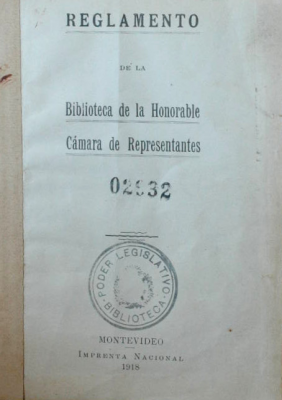 REGLAMENTO
DE LA
Biblioteca de la Honorable
Cámara de Representantes
02932
PODER LEGISLATIVO
BIBLIOTECA
MONTEVIDEO
IMPRENTA NACIONAL
1918